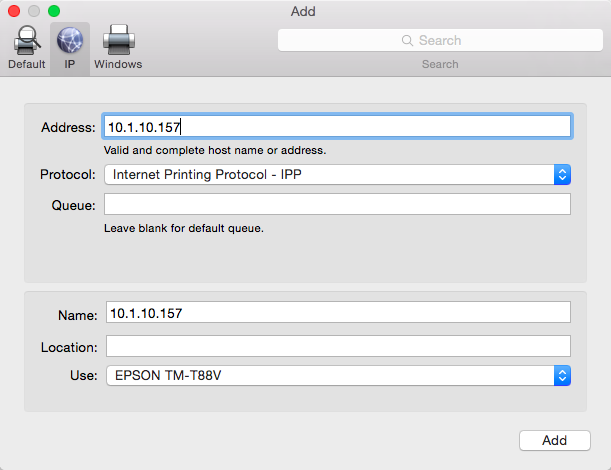 Add
Default
IP
Windows
Search
Search
Address: 10.1.10.157
Valid and complete host name or address.
Protocol: Internet Printing Protocol - IPP
Queue:
Leave blank for default queue.
Name: 10.1.10.157
Location:
Use: EPSON TM-T88V
Add